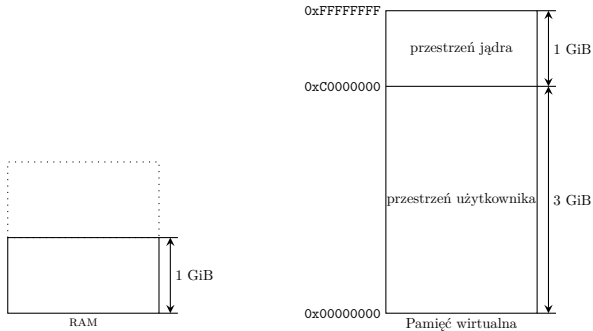 0xFFFFFFFF
przestrzeń jądra
1 GiB
0xC0000000
przestrzeń użytkownika
3 GiB
1 GiB
0x00000000
RAM
Pamięć wirtualna